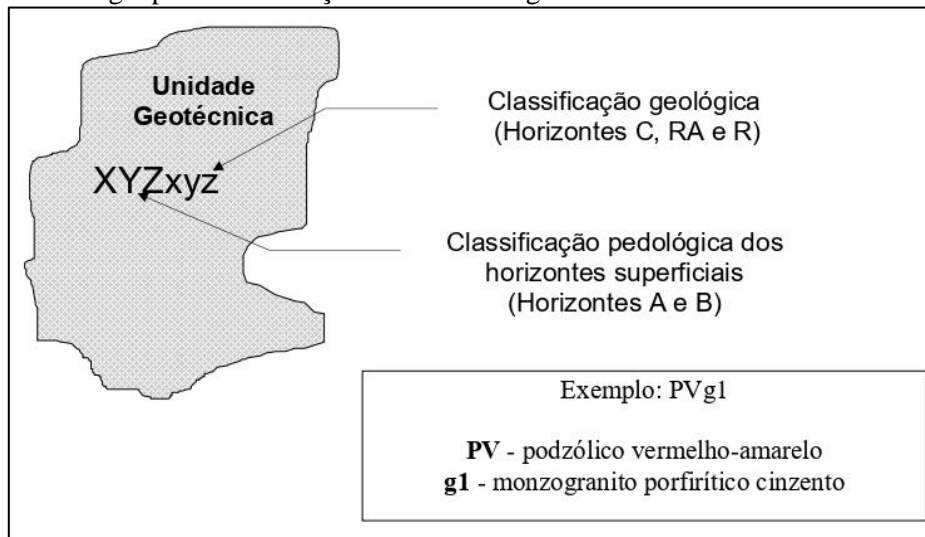 Unidade
Geotécnica
XYZxyz
Classificação geológica
(Horizontes C, RA e R)
Classificação pedológica dos
horizontes superficiais
(Horizontes A e B)
Exemplo: PVg1
PV - podzólico vermelho-amarelo
g1 - monzogranito porfirítico cinzento